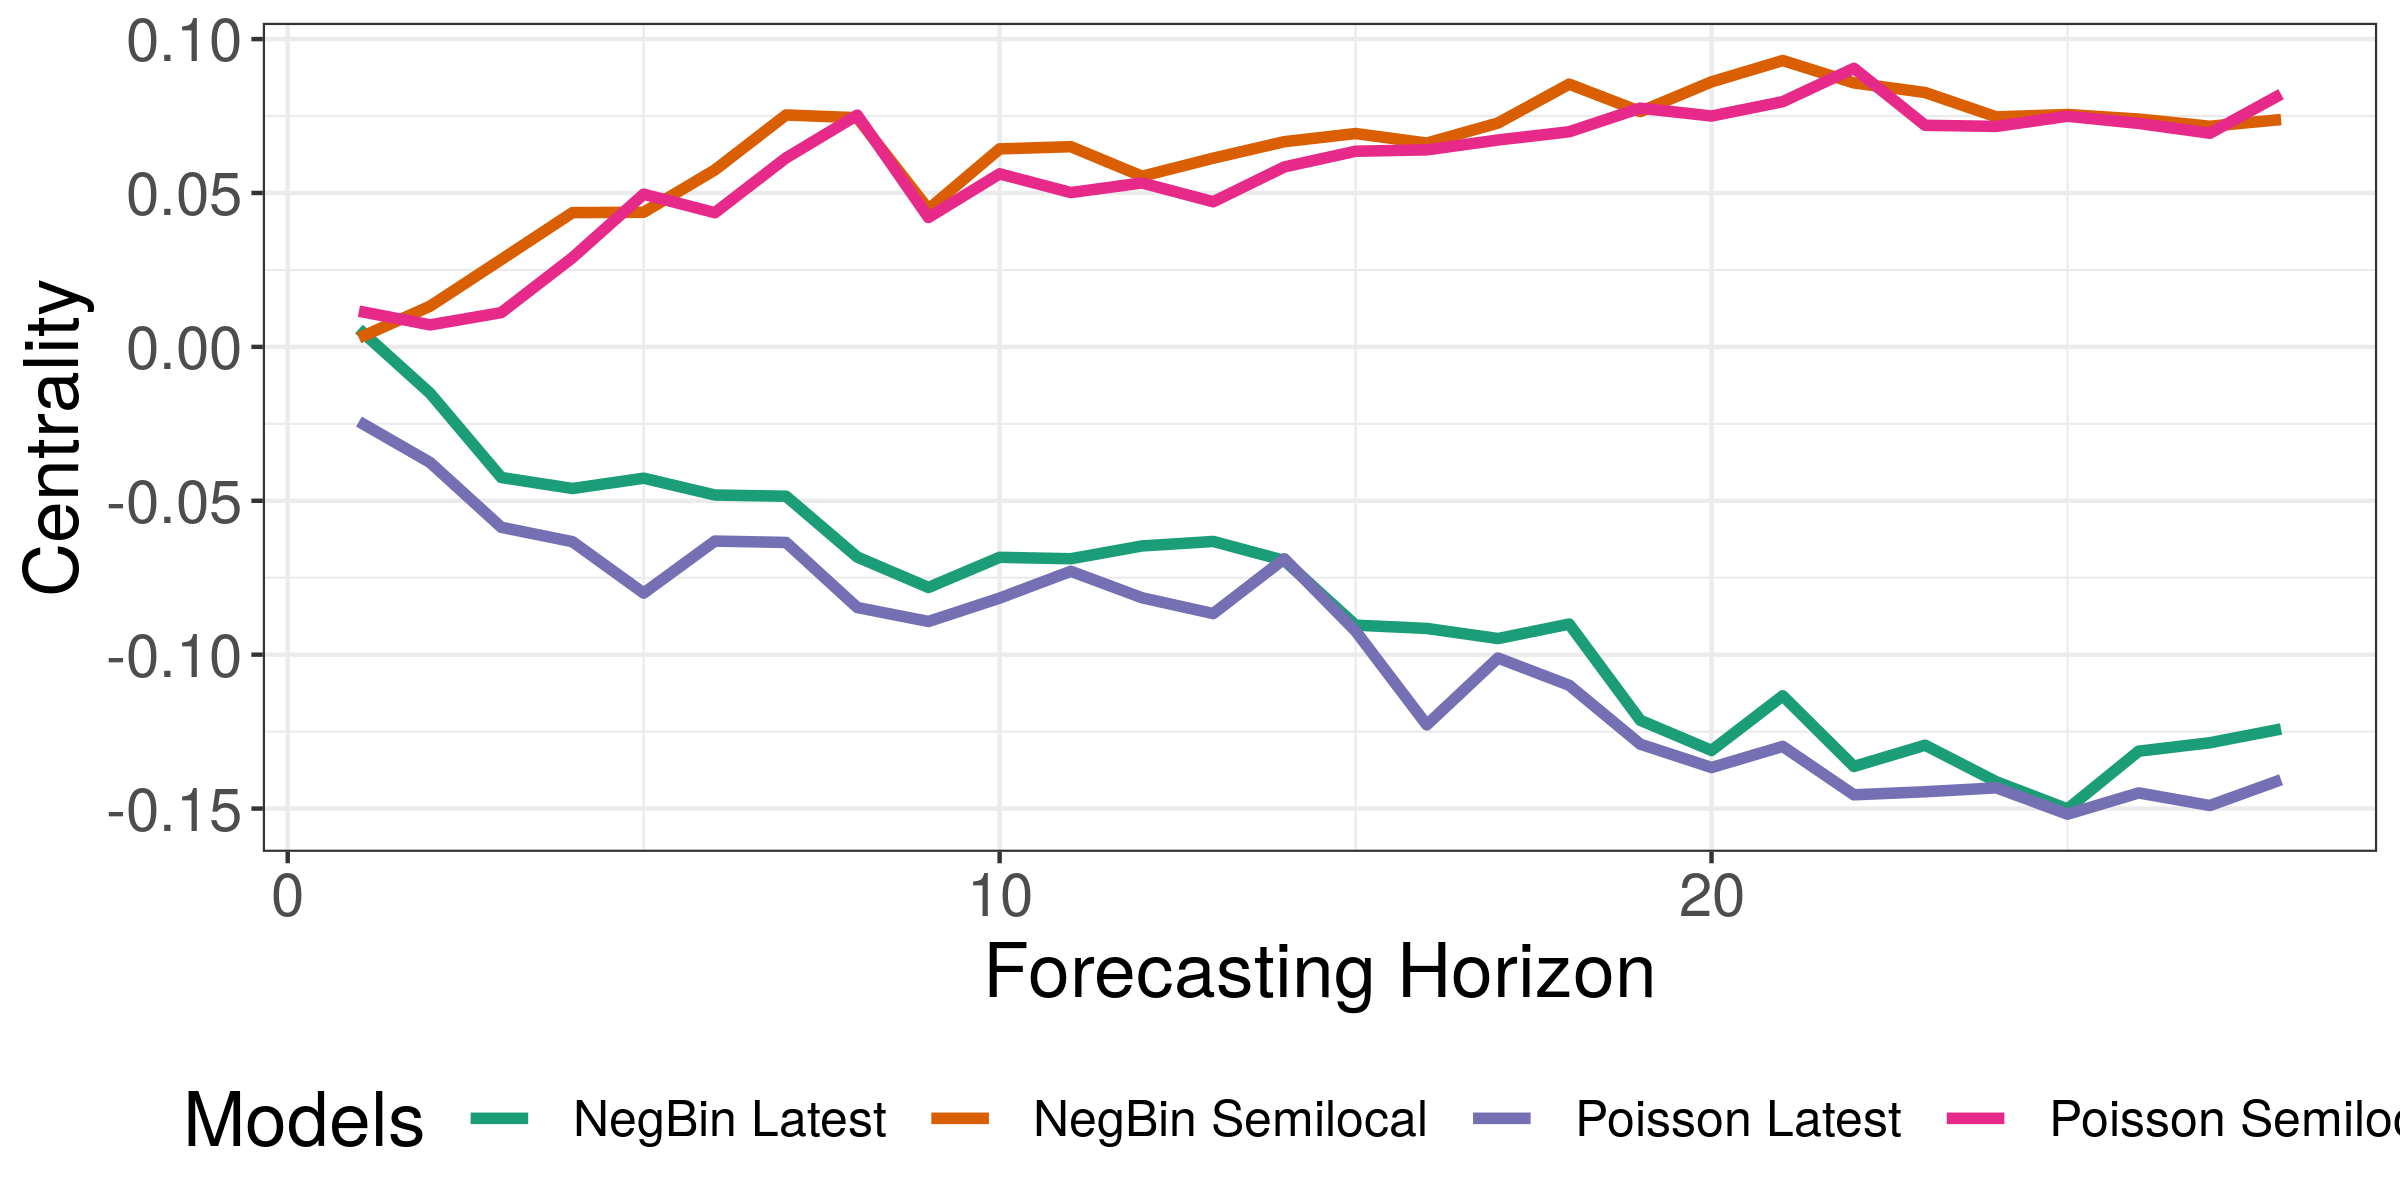 0.10
0.05
0.00
-0.05
-0.10
-0.15
Centrality
0 10 20
Forecasting Horizon
Models NegBin Latest NegBin Semilocal Poisson Latest Poisson